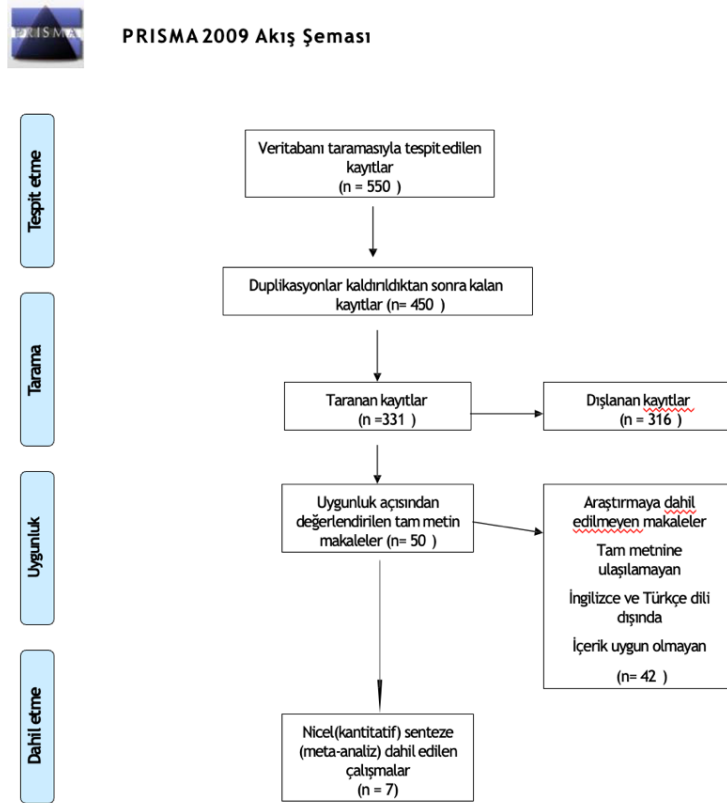 PRISMA
PRISMA 2009 Akış Şeması
Tespit etme
Veritabanı taramasıyla tespit edilen
kayıtlar
(n = 550 )
Duplikasyonlar kaldırıldıktan sonra kalan
kayıtlar (n= 450 )
Tarama
Taranan kayıtlar
(n =331 )
Dışlanan kayıtlar
(n = 316 )
Uygunluk
Uygunluk açısından
değerlendirilen tam metin
makaleler (n= 50 )
Araştırmaya dahil
edilmeyen makaleler
Tam metnine
ulaşılamayan
İngilizce ve Türkçe dili
dışında
İçerik uygun olmayan
(n= 42 )
Dahil etme
Nicel(kantitatif) senteze
(meta-analiz) dahil edilen
çalışmalar
(n = 7)